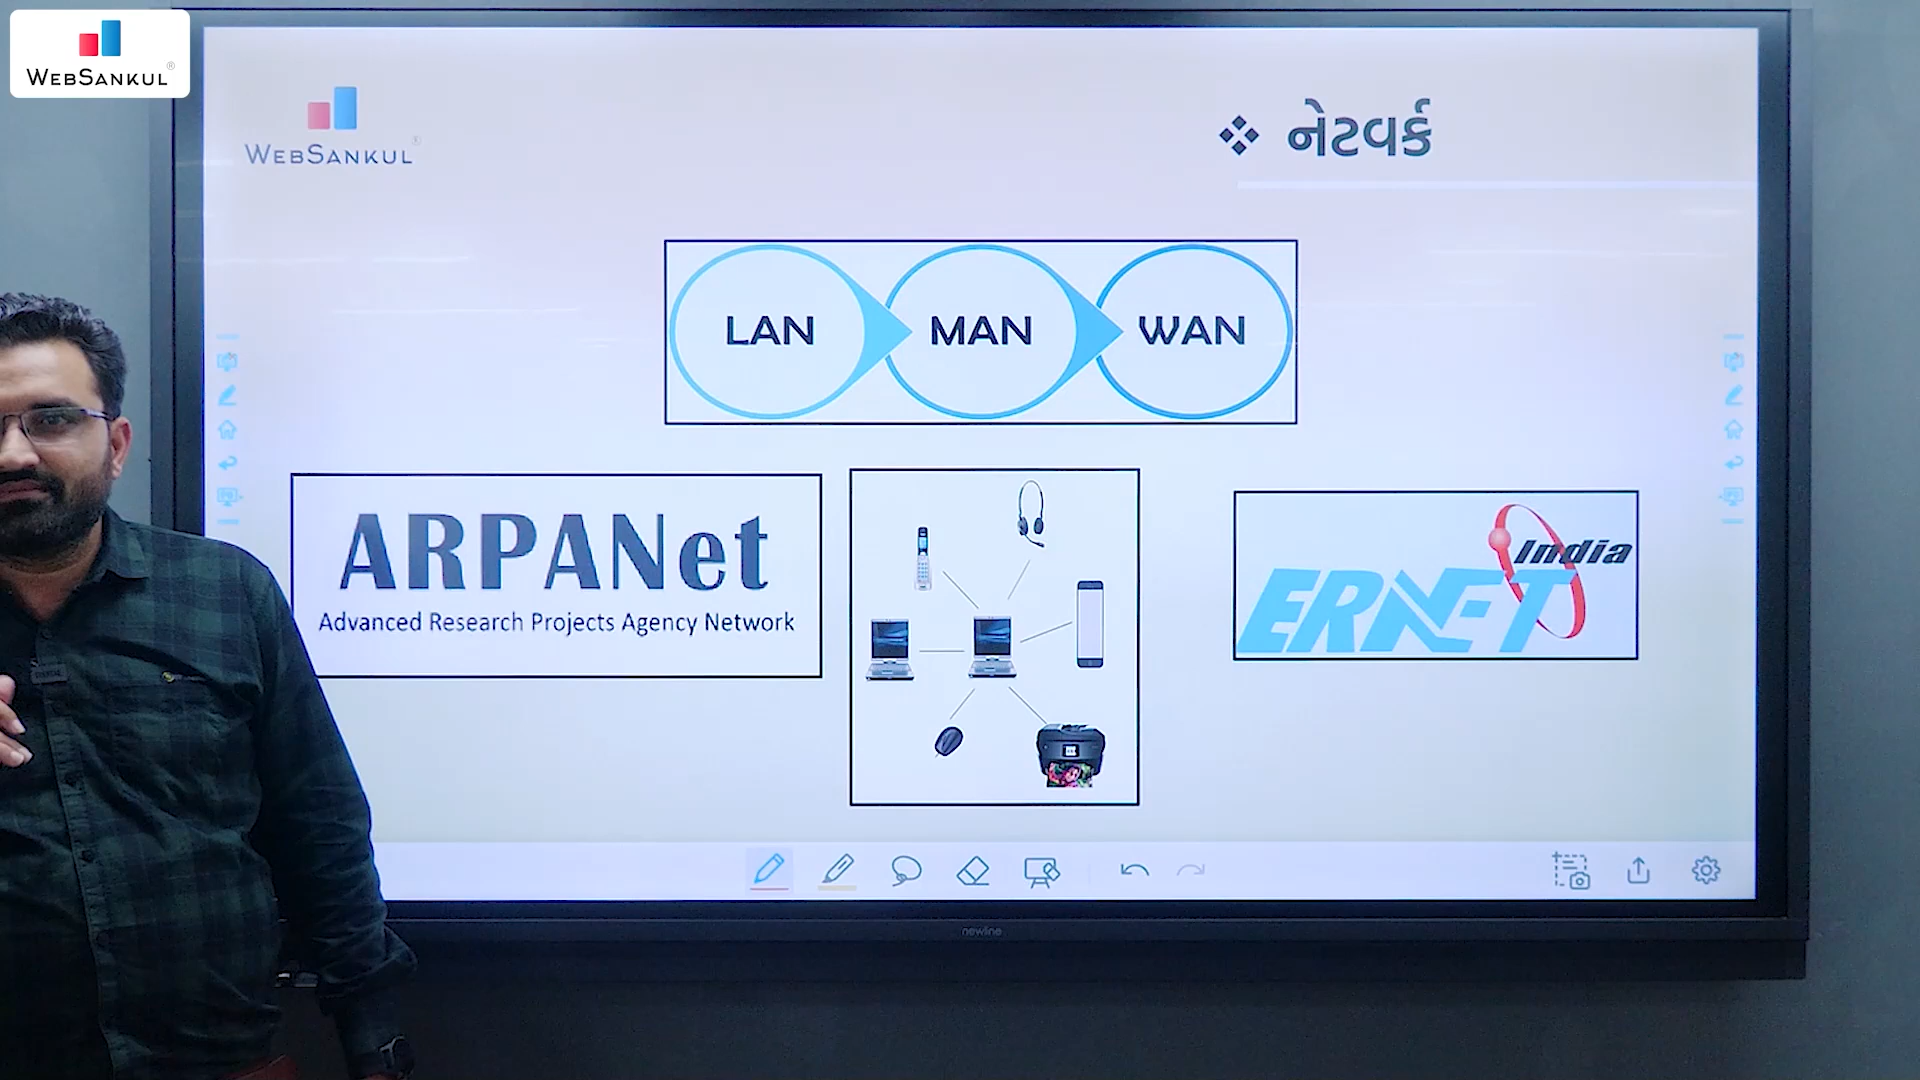 WEBSANKUL®
WEBSANKUL
❖ નેટવર્ક
LAN MAN WAN
ARPANet
Advanced Research Projects Agency Network
India
ERNET
newline